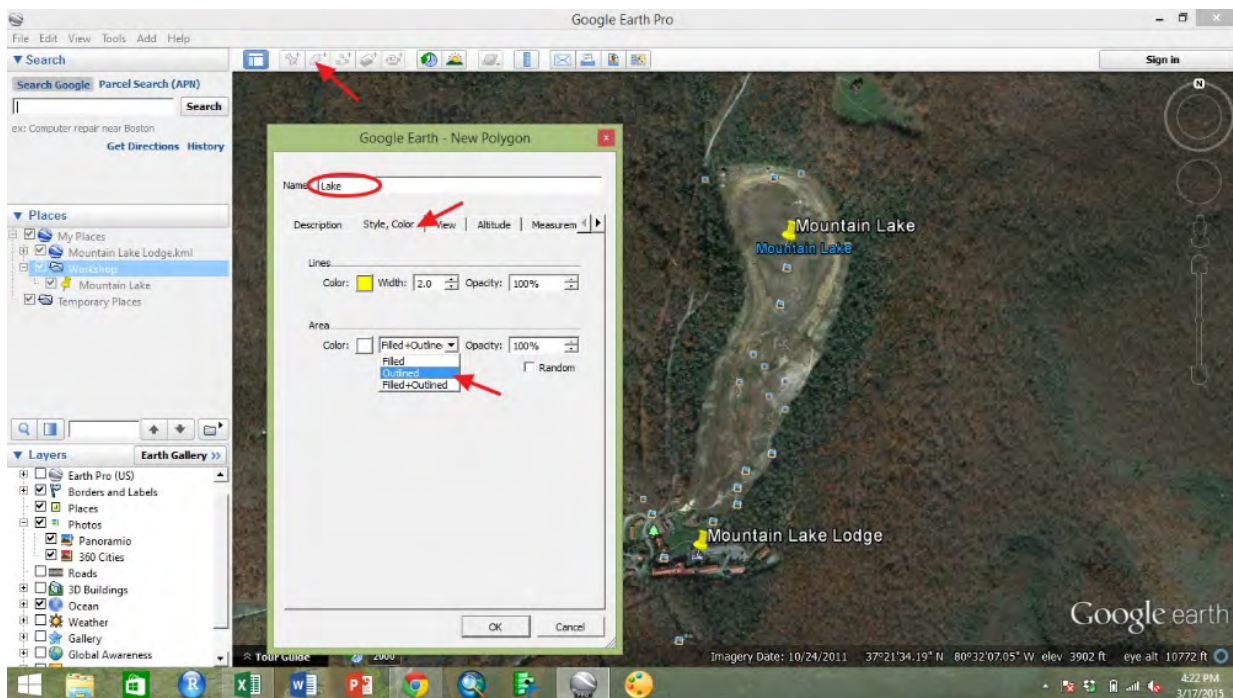 Google Earth Pro
File Edit View Tools Add Help
Search
Sign in
Search Google Parcel Search (APN)
Search
ex: Computer repair near Boston
Get Directions History
Places
My Places
Mountain Lake Lodge.kml
Workshop
Mountain Lake
Temporary Places
Layers
Earth Gallery >>
Earth Pro (US)
Borders and Labels
Places
Photos
Panoramio
360 Cities
Roads
3D Buildings
Ocean
Weather
Gallery
Global Awareness
Google Earth - New Polygon
Name: Lake
Description Style, Color View Altitude Measurem
Lines
Color: Width: 2.0 Opacity: 100%
Area
Color: Filled+Outline Opacity: 100%
Filled
Outlined
Filled+Outlined
Random
OK Cancel
N
Mountain Lake
Mountain Lake
Mountain Lake Lodge
Google earth
Tour Guide 2000
Imagery Date: 10/24/2011 37°21'34.19" N 80°32'07.05" W elev 3902 ft eye alt 10772 ft
4:22 PM
3/17/2015